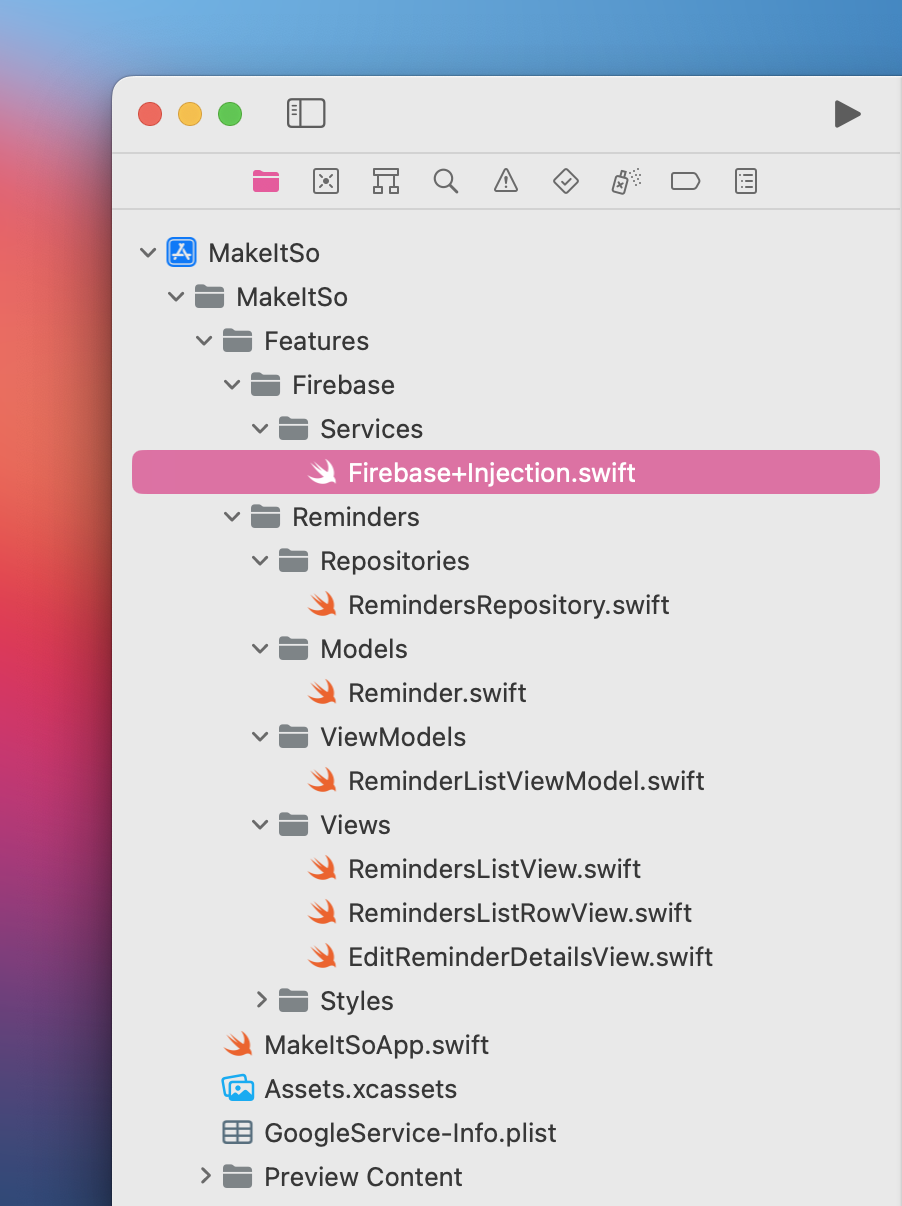 MakeItSo
MakeItSo
Features
Firebase
Services
Firebase+Injection.swift
Reminders
Repositories
RemindersRepository.swift
Models
Reminder.swift
ViewModels
ReminderListViewModel.swift
Views
RemindersListView.swift
RemindersListRowView.swift
EditReminderDetailsView.swift
Styles
MakeItSoApp.swift
Assets.xcassets
GoogleService-Info.plist
Preview Content